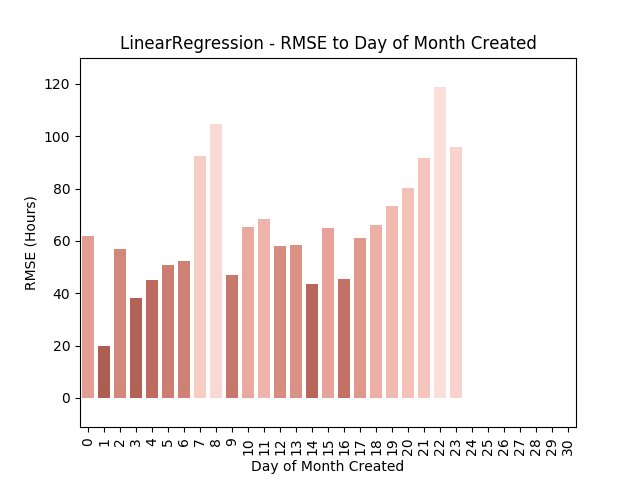 LinearRegression - RMSE to Day of Month Created
RMSE (Hours)
120
100
80
60
40
20
0
0 1 2 3 4 5 6 7 8 9 10 11 12 13 14 15 16 17 18 19 20 21 22 23 24 25 26 27 28 29 30
Day of Month Created